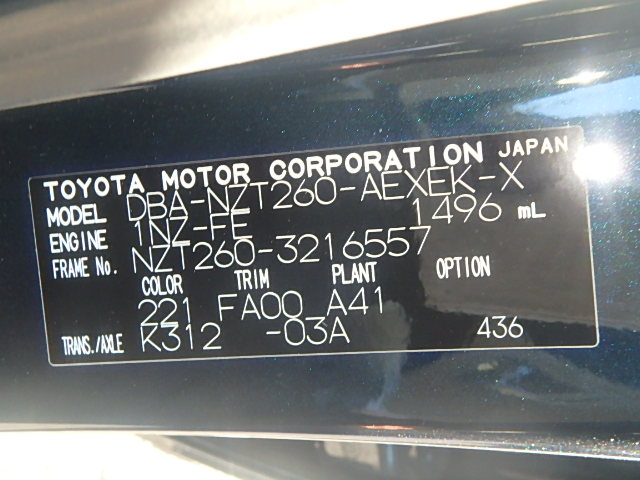 TOYOTA MOTOR CORPORATION JAPAN
MODEL DBA-NZT260-AEXEK-X
ENGINE 1NZ-FE 1496 mL
FRAME No. NZT260-3216557
COLOR TRIM PLANT OPTION
221 FA00 A41
TRANS./AXLE K312 -03A 436